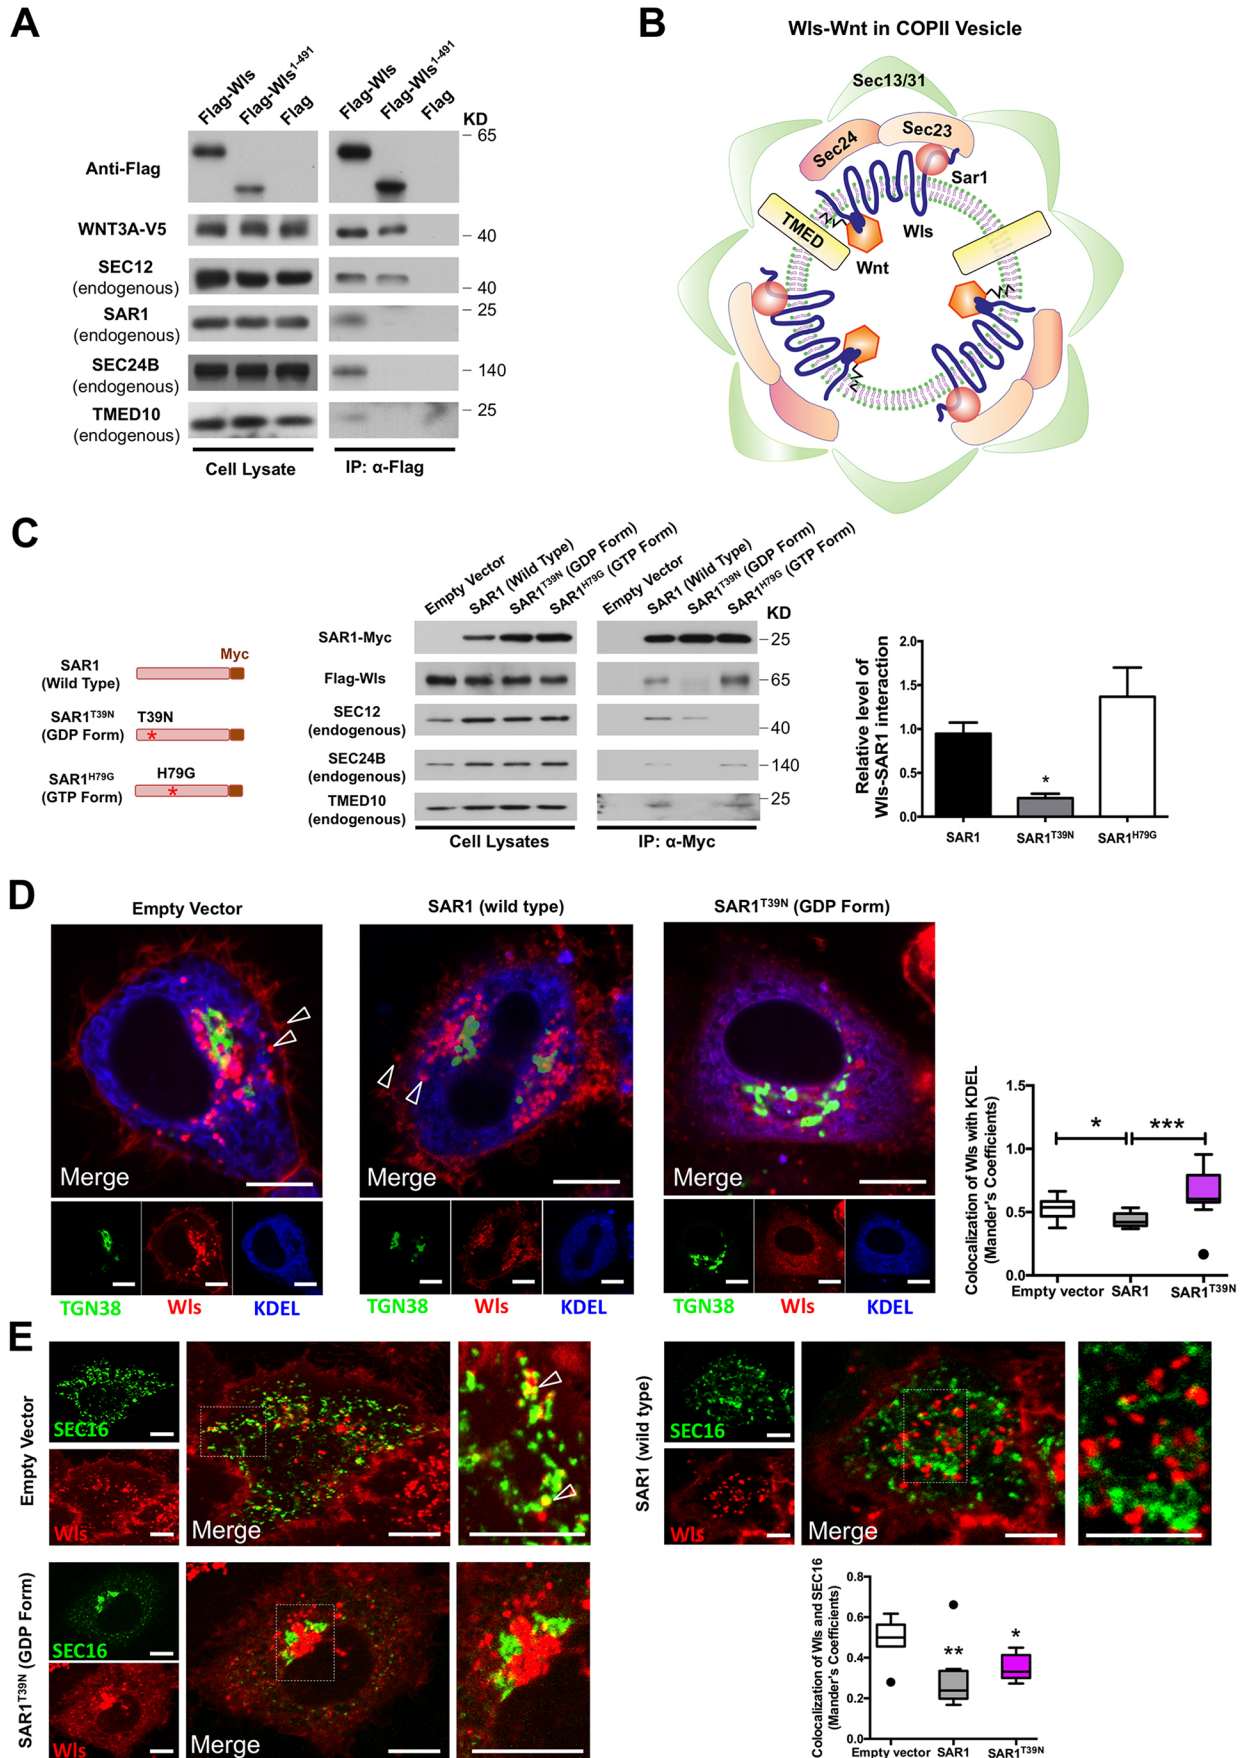 A
Flag-Wls
Flag-Wls1-491
Flag
Flag-Wls
Flag-Wls1-491
Flag
KD
Anti-Flag
65
WNT3A-V5
40
SEC12
(endogenous)
40
SAR1
(endogenous)
25
SEC24B
(endogenous)
140
TMED10
(endogenous)
25
Cell Lysate
IP: α-Flag
B
Wls-Wnt in COPII Vesicle
Sec13/31
Sec24
Sec23
Sar1
TMED
Wls
Wnt
C
SAR1
(Wild Type)
Myc
SAR1T39N
(GDP Form)
T39N
*
SAR1H79G
(GTP Form)
H79G
*
Empty Vector
SAR1 (Wild Type)
SAR1T39N (GDP Form)
SAR1H79G (GTP Form)
Empty Vector
SAR1 (Wild Type)
SAR1T39N (GDP Form)
SAR1H79G (GTP Form)
KD
SAR1-Myc
25
Flag-Wls
65
SEC12
(endogenous)
40
SEC24B
(endogenous)
140
TMED10
(endogenous)
25
Cell Lysates
IP: α-Myc
Relative level of
Wls-SAR1 interaction
2.0
1.5
1.0
0.5
0.0
*
SAR1
SAR1T39N
SAR1H79G
D
Empty Vector
SAR1 (wild type)
SAR1T39N (GDP Form)
Merge
Merge
Merge
TGN38
Wls
KDEL
TGN38
Wls
KDEL
TGN38
Wls
KDEL
Colocalization of Wls with KDEL
(Mander's Coefficients)
1.5
1.0
0.5
0.0
*
***
Empty vector
SAR1
SAR1T39N
E
Empty Vector
SEC16
Wls
Merge
SAR1 (wild type)
SEC16
Wls
Merge
SAR1T39N (GDP Form)
SEC16
Wls
Merge
Colocalization of Wls and SEC16
(Mander's Coefficients)
0.8
0.6
0.4
0.2
0.0
**
*
Empty vector
SAR1
SAR1T39N